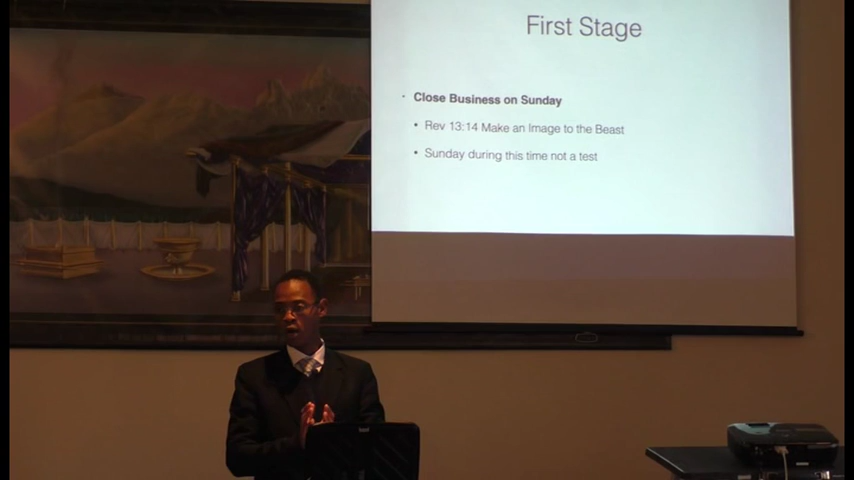 First Stage
• Close Business on Sunday
• Rev 13:14 Make an Image to the Beast
• Sunday during this time not a test